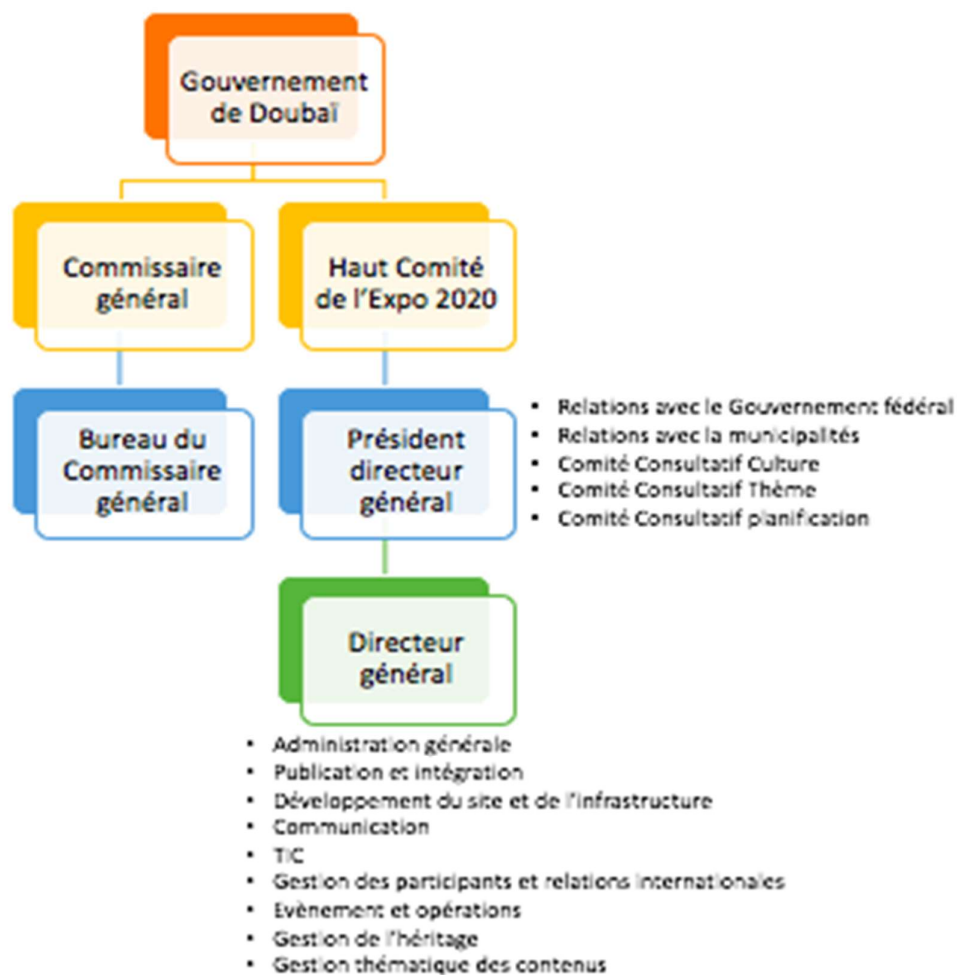 Gouvernement
de Doubaï
Commissaire
général
Haut Comité
de l'Expo 2020
Bureau du
Commissaire
général
Président
directeur
général
• Relations avec le Gouvernement fédéral
• Relations avec la municipalités
• Comité Consultatif Culture
• Comité Consultatif Thème
• Comité Consultatif planification
Directeur
général
• Administration générale
• Publication et intégration
• Développement du site et de l'infrastructure
• Communication
• TIC
• Gestion des participants et relations internationales
• Evènement et opérations
• Gestion de l'héritage
• Gestion thématique des contenus